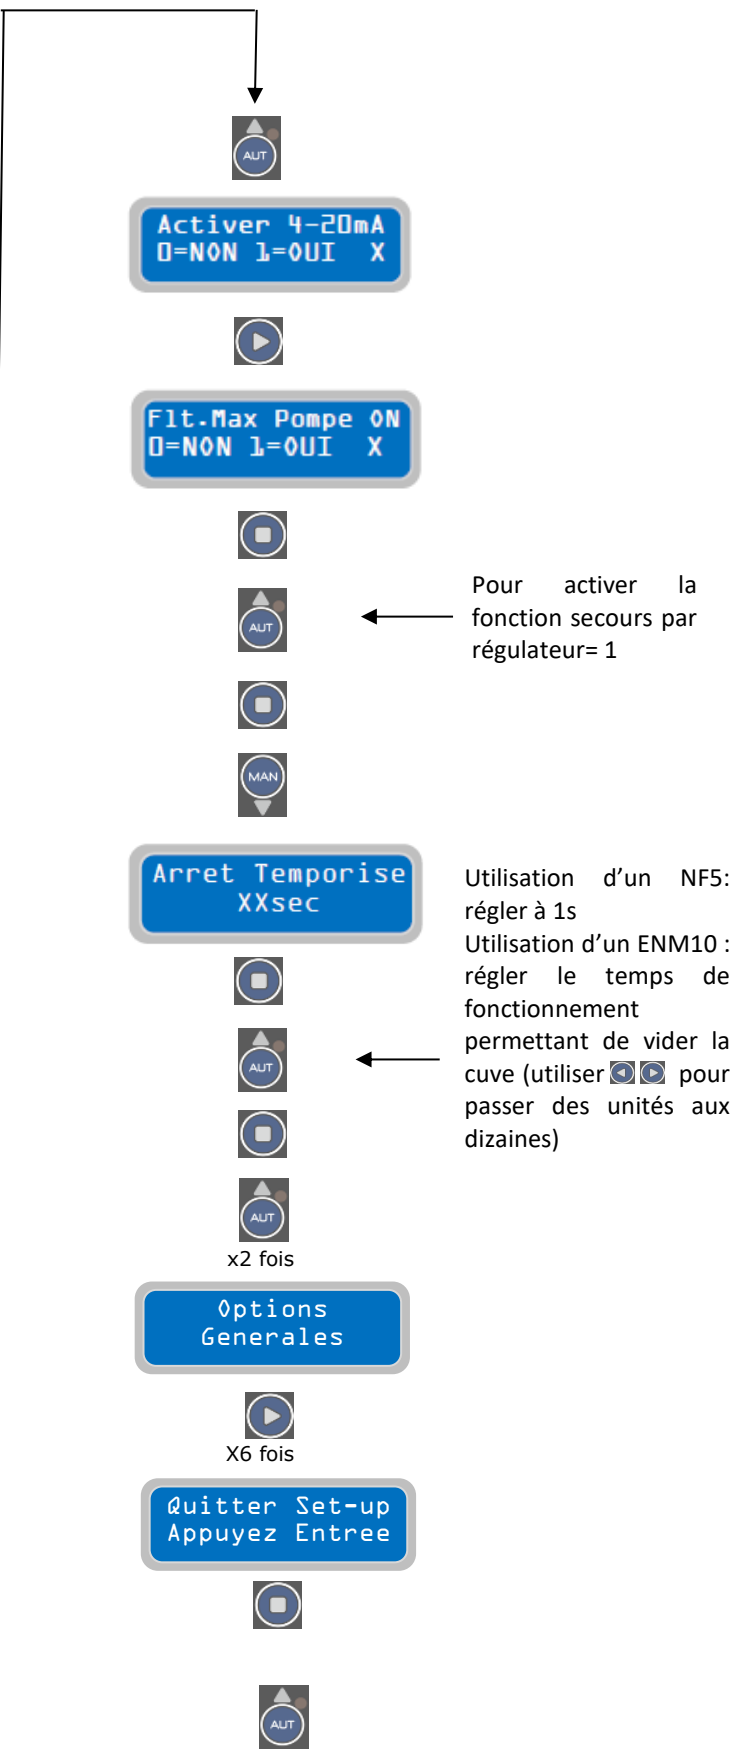 AUT
Activer 4-20mA
0=NON 1=OUI X
Flt.Max Pompe ON
0=NON 1=OUI X
AUT
Pour activer la
fonction secours par
régulateur= 1
MAN
Arret Temporise
XXsec
Utilisation d’un NF5:
régler à 1s
Utilisation d’un ENM10 :
régler le temps de
fonctionnement
permettant de vider la
cuve (utiliser pour
passer des unités aux
dizaines)
AUT
AUT
x2 fois
Options
Generales
X6 fois
Quitter Set-up
Appuyez Entree
AUT